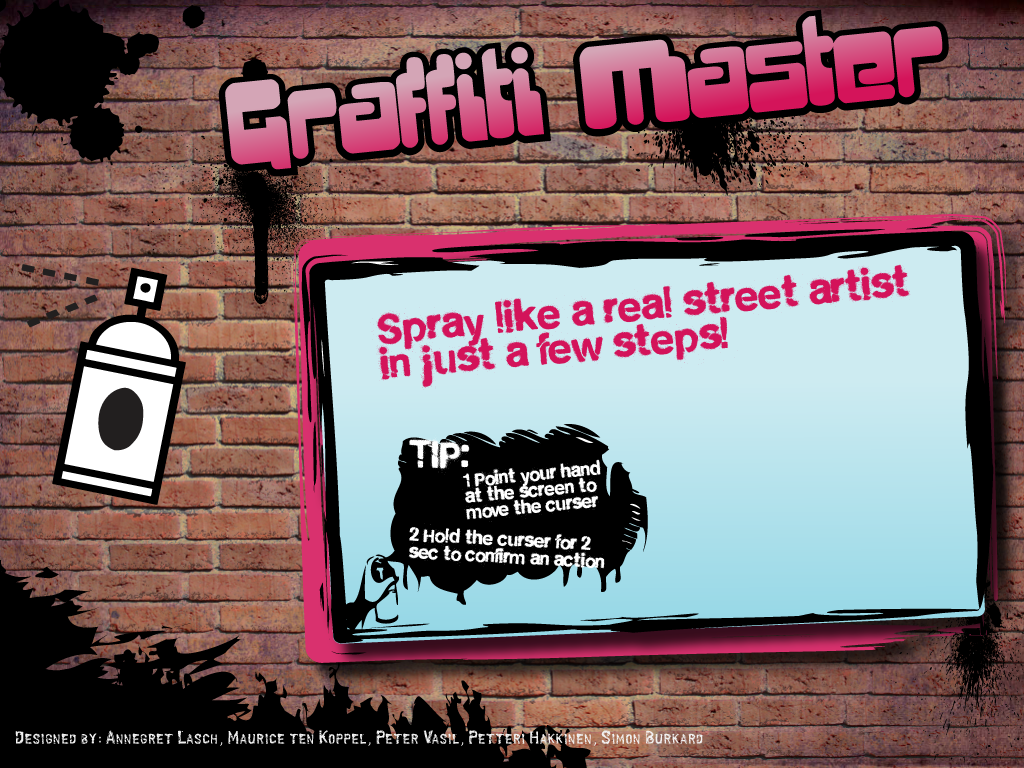 Graffiti Master
Spray like a real street artist
in just a few steps!
TIP:
1 Point your hand
at the screen to
move the curser
2 Hold the curser for 2
sec to confirm an action
T
Designed by: Annegret Lasch, Maurice ten Koppel, Peter Vasil, Petteri Hakkinen, Simon Burkard